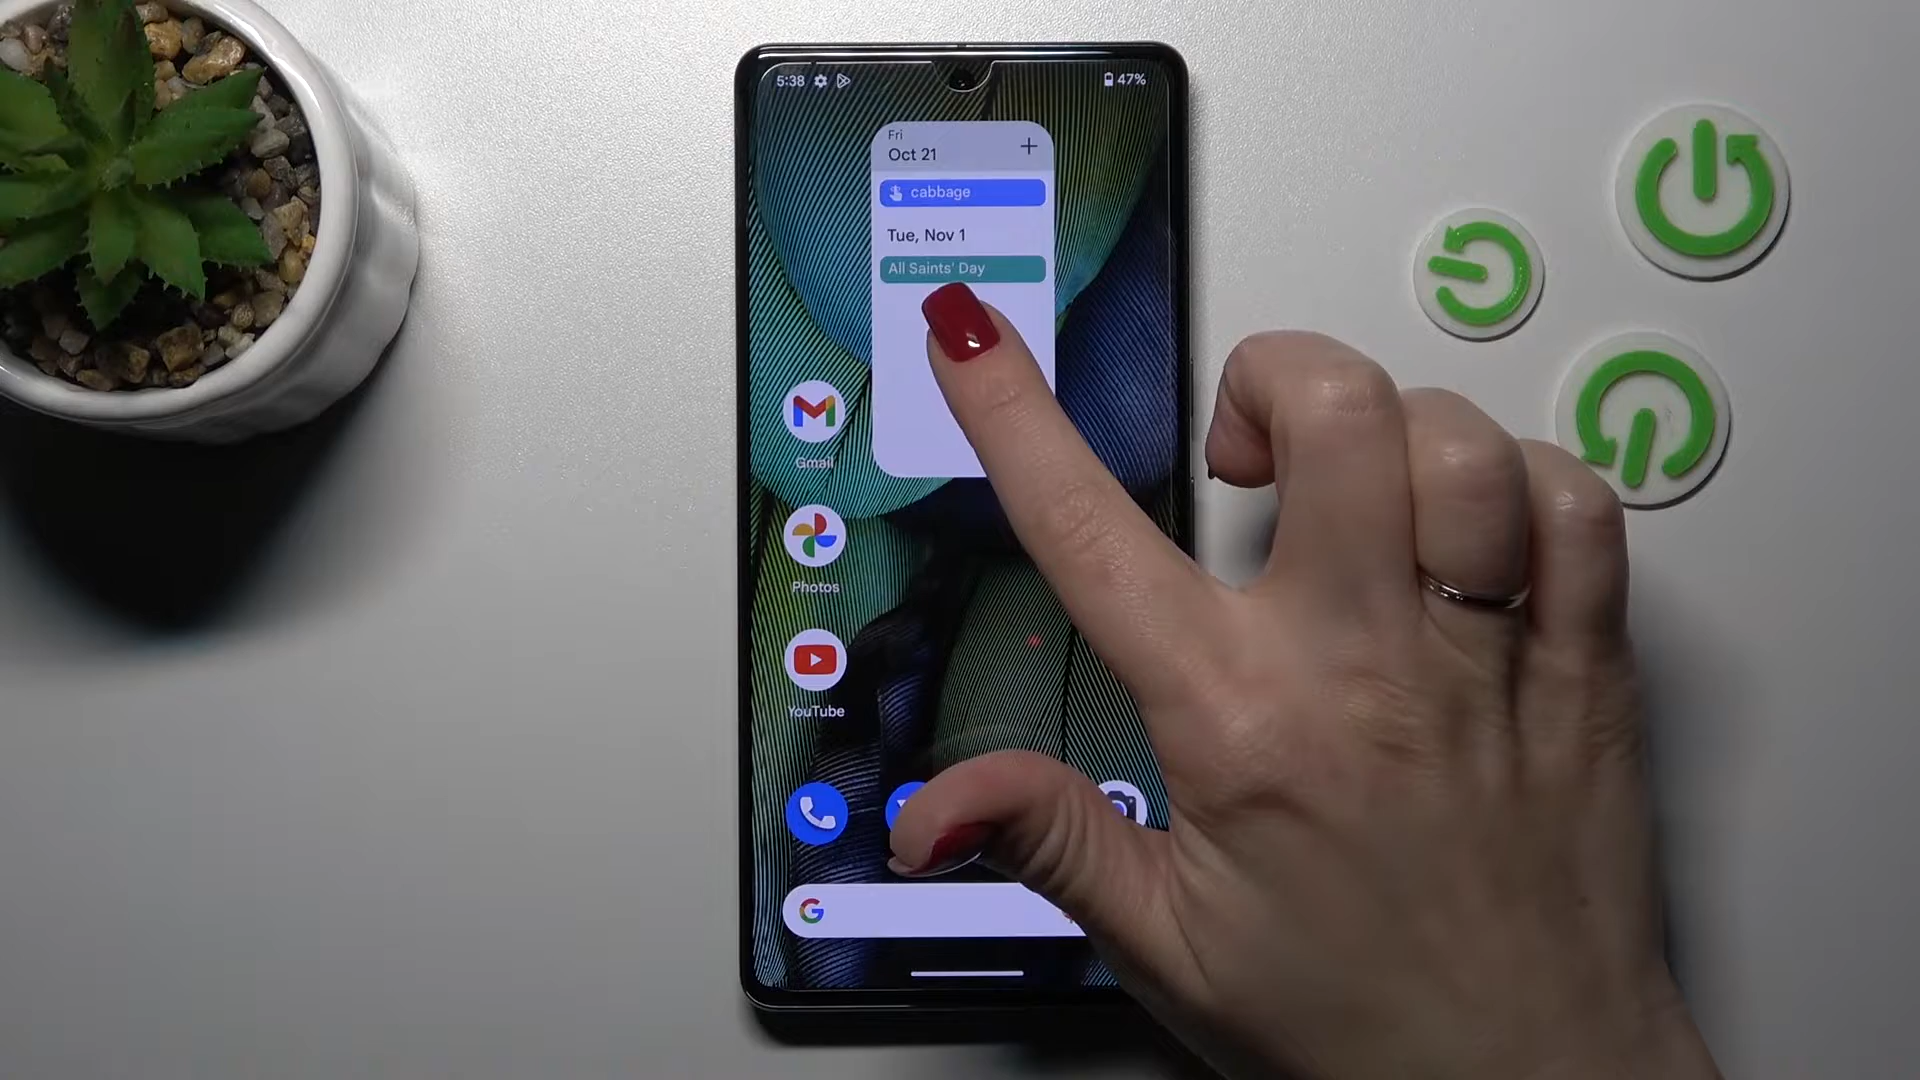 5:38
47%
Fri
Oct 21
+
cabbage
Tue, Nov 1
All Saints' Day
Gmail
Photos
YouTube
G